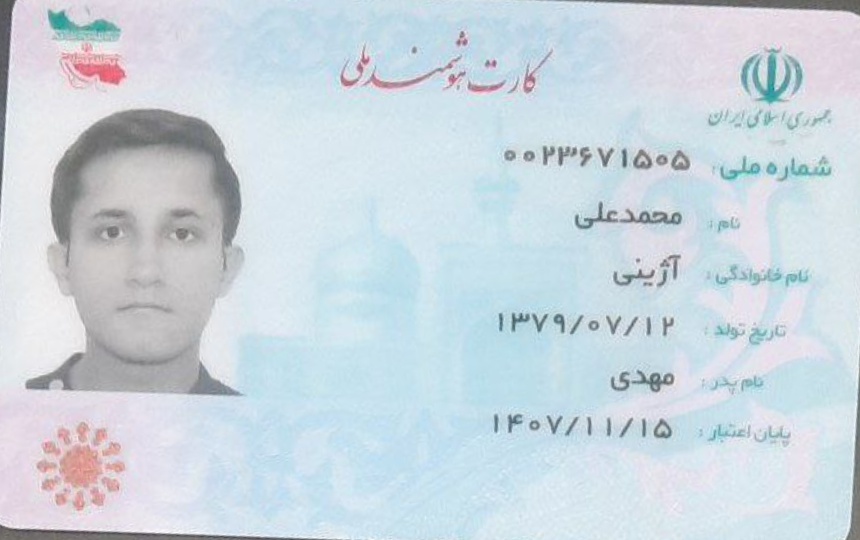 کارت هوشمند ملی
جمهوری اسلامی ایران
شماره ملی: ۰۰۲۳۶۷۱۵۰۵
نام: محمدعلی
نام خانوادگی: آژینی
تاریخ تولد: ۱۳۷۹/۰۷/۱۲
نام پدر: مهدی
پایان اعتبار: ۱۴۰۷/۱۱/۱۵